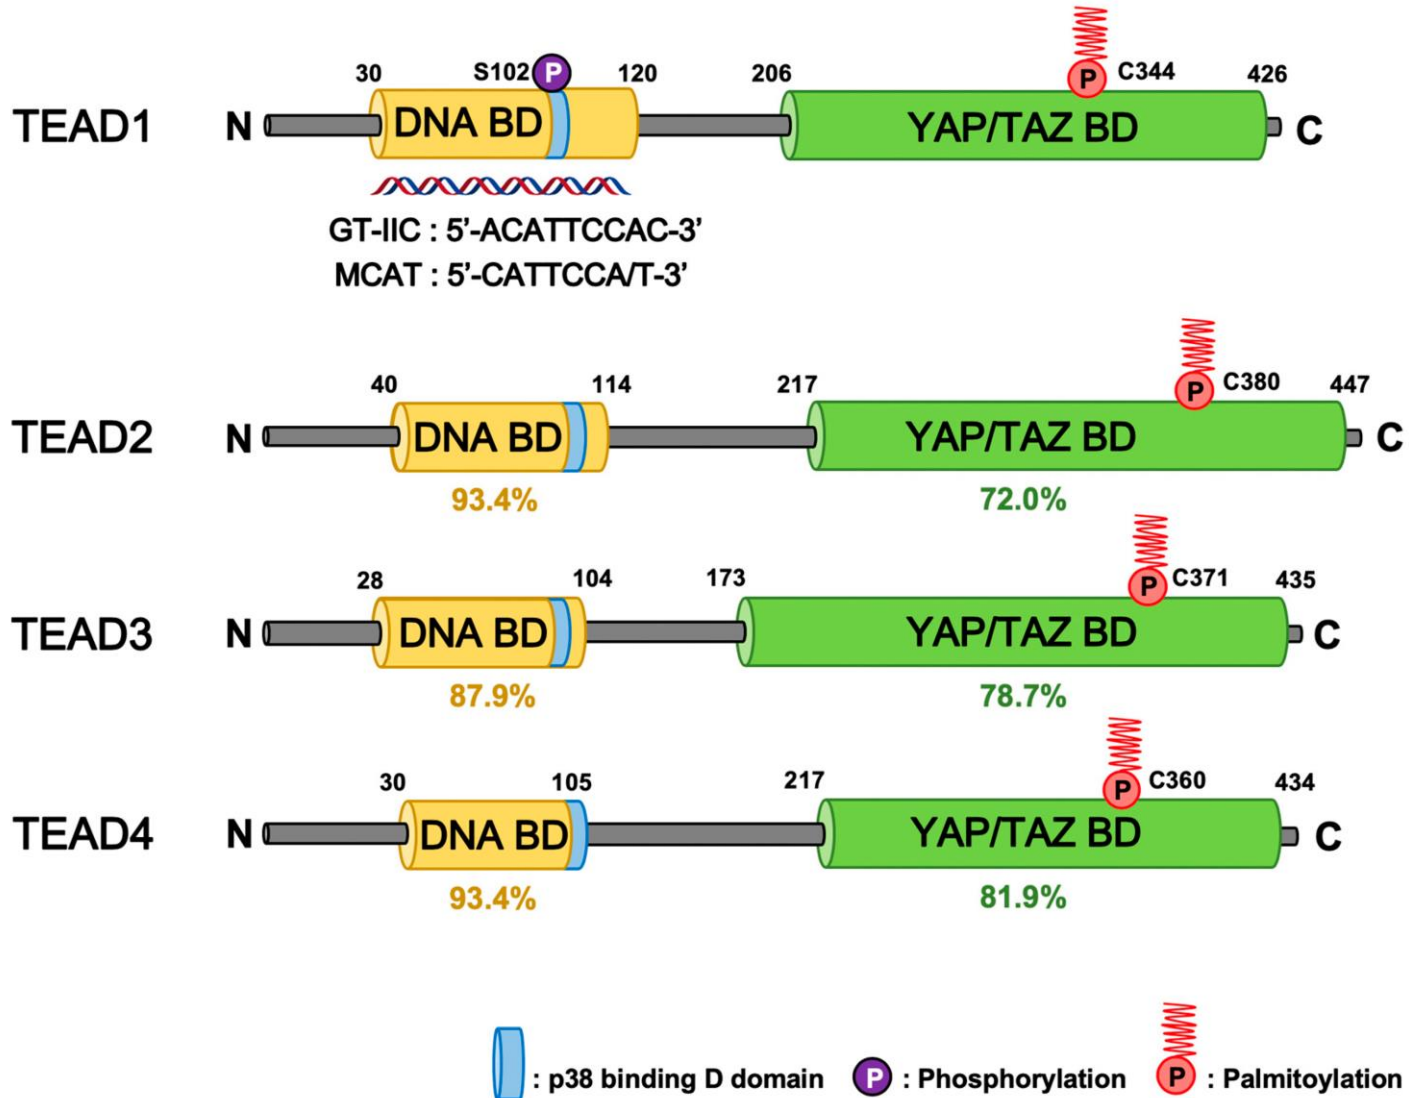 30 S102 P 120 206 P C344 426
TEAD1 N DNA BD YAP/TAZ BD C
GT-IIC : 5’-ACATTCCAC-3’
MCAT : 5’-CATTCCA/T-3’
40 114 217 P C380 447
TEAD2 N DNA BD YAP/TAZ BD C
93.4% 72.0%
28 104 173 P C371 435
TEAD3 N DNA BD YAP/TAZ BD C
87.9% 78.7%
30 105 217 P C360 434
TEAD4 N DNA BD YAP/TAZ BD C
93.4% 81.9%
: p38 binding D domain P : Phosphorylation P : Palmitoylation